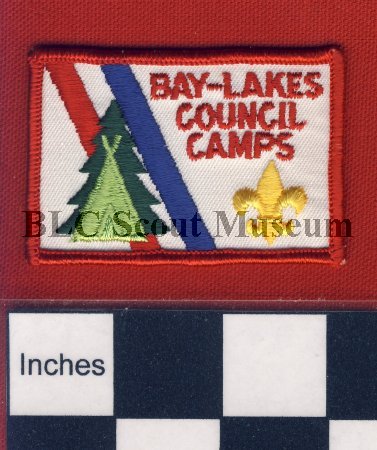 BAY-LAKES
COUNCIL
CAMPS
BLC Scout Museum
Inches